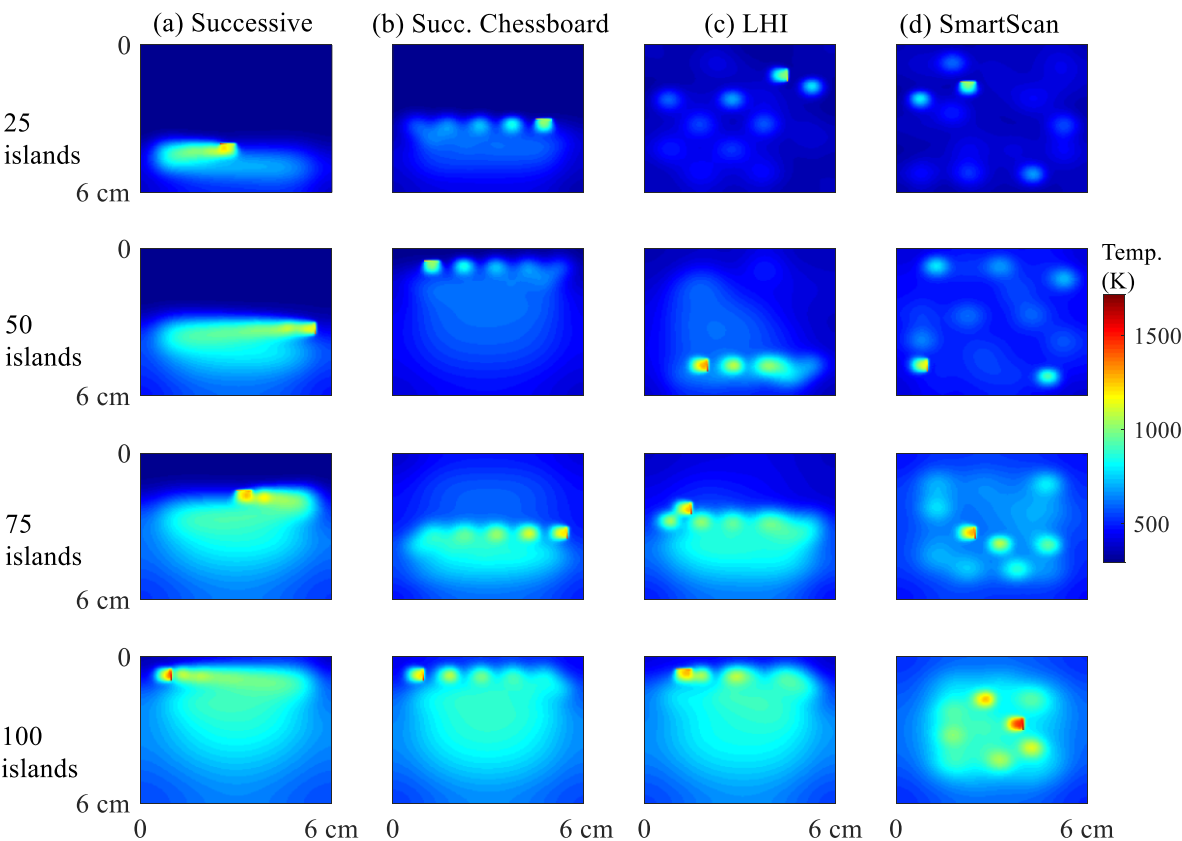 (a) Successive
(b) Succ. Chessboard
(c) LHI
(d) SmartScan
0
25
islands
6 cm
0
50
islands
6 cm
Temp.
(K)
1500
1000
500
0
75
islands
6 cm
0
100
islands
6 cm
0
6 cm
0
6 cm
0
6 cm
0
6 cm